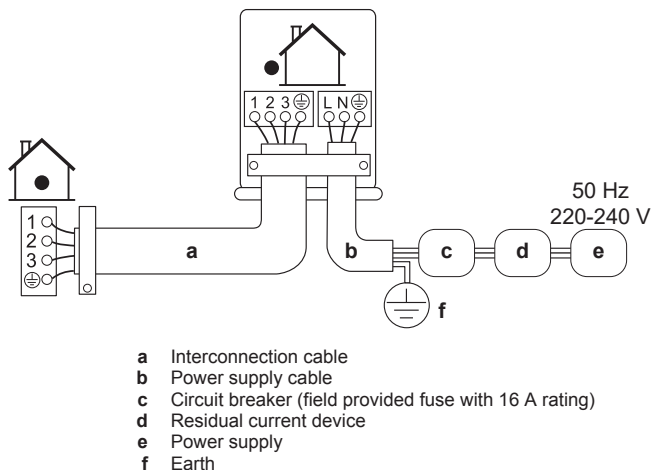 1 2 3 L N
50 Hz
220-240 V
1
2
3
a
b
c
d
e
f
a Interconnection cable
b Power supply cable
c Circuit breaker (field provided fuse with 16 A rating)
d Residual current device
e Power supply
f Earth